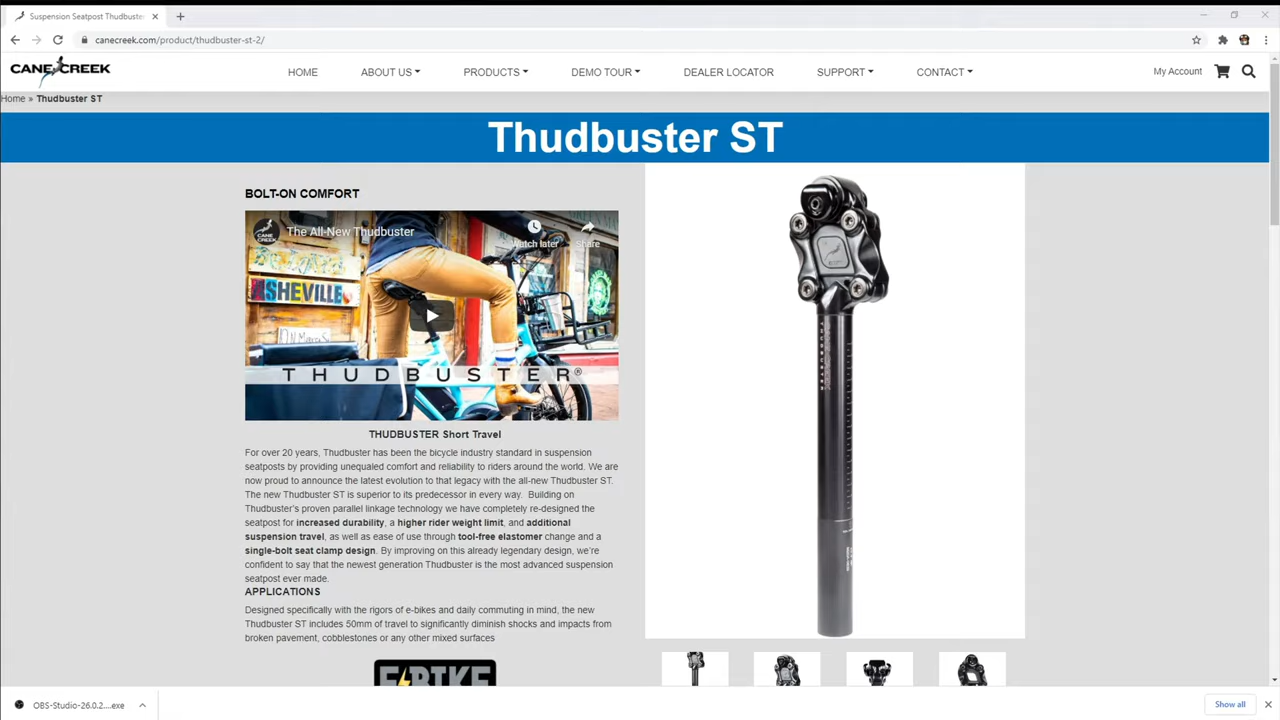 Suspension Seatpost Thudbuster
canecreek.com/product/thudbuster-st-2/
CANE CREEK
HOME
ABOUT US
PRODUCTS
DEMO TOUR
DEALER LOCATOR
SUPPORT
CONTACT
My Account
Home » Thudbuster ST
Thudbuster ST
BOLT-ON COMFORT
CANE CREEK
The All-New Thudbuster
Watch later
Share
THUDBUSTER®
THUDBUSTER Short Travel
For over 20 years, Thudbuster has been the bicycle industry standard in suspension
seatposts by providing unequaled comfort and reliability to riders around the world. We are
now proud to announce the latest evolution to that legacy with the all-new Thudbuster ST.
The new Thudbuster ST is superior to its predecessor in every way. Building on
Thudbuster's proven parallel linkage technology we have completely re-designed the
seatpost for increased durability, a higher rider weight limit, and additional
suspension travel, as well as ease of use through tool-free elastomer change and a
single-bolt seat clamp design. By improving on this already legendary design, we're
confident to say that the newest generation Thudbuster is the most advanced suspension
seatpost ever made.
APPLICATIONS
Designed specifically with the rigors of e-bikes and daily commuting in mind, the new
Thudbuster ST includes 50mm of travel to significantly diminish shocks and impacts from
broken pavement, cobblestones or any other mixed surfaces
THUDBUSTER
OBS-Studio-26.0.2....exe
Show all